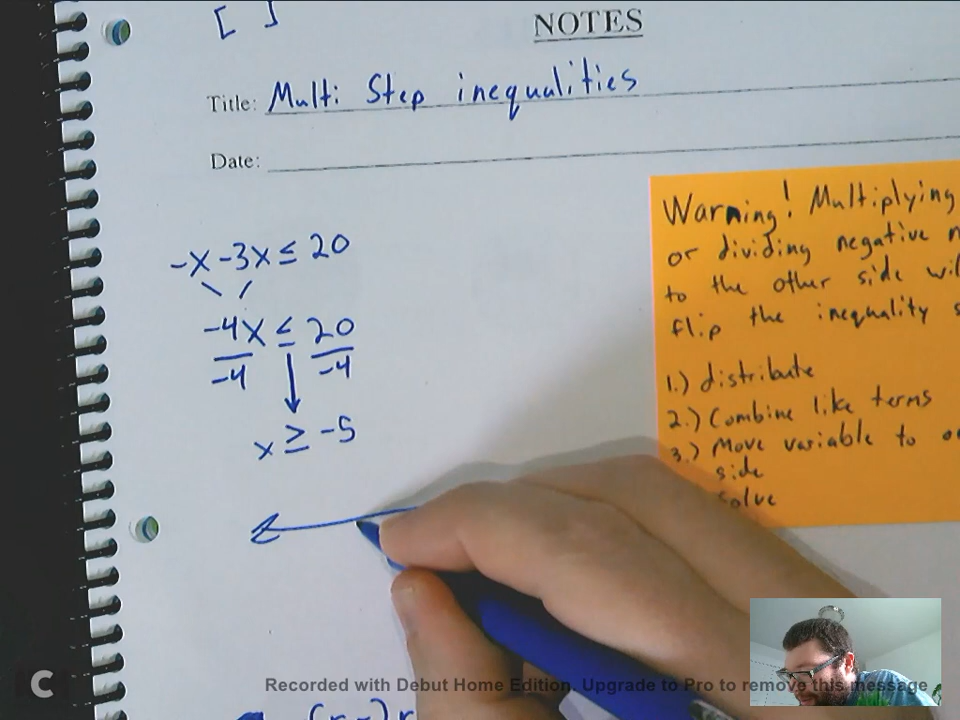 [ ]
NOTES
Title: Multi Step inequalities
Date:
-x -3x ≤ 20
-4x ≤ 20
-4 -4
x ≥ -5
Warning! Multiplying
or dividing negative
to the other side
flip the inequality
1.) distribute
2.) Combine like terms
3.) Move variable to
side
solve
C
Recorded with Debut Home Edition. Upgrade to Pro to remove this message